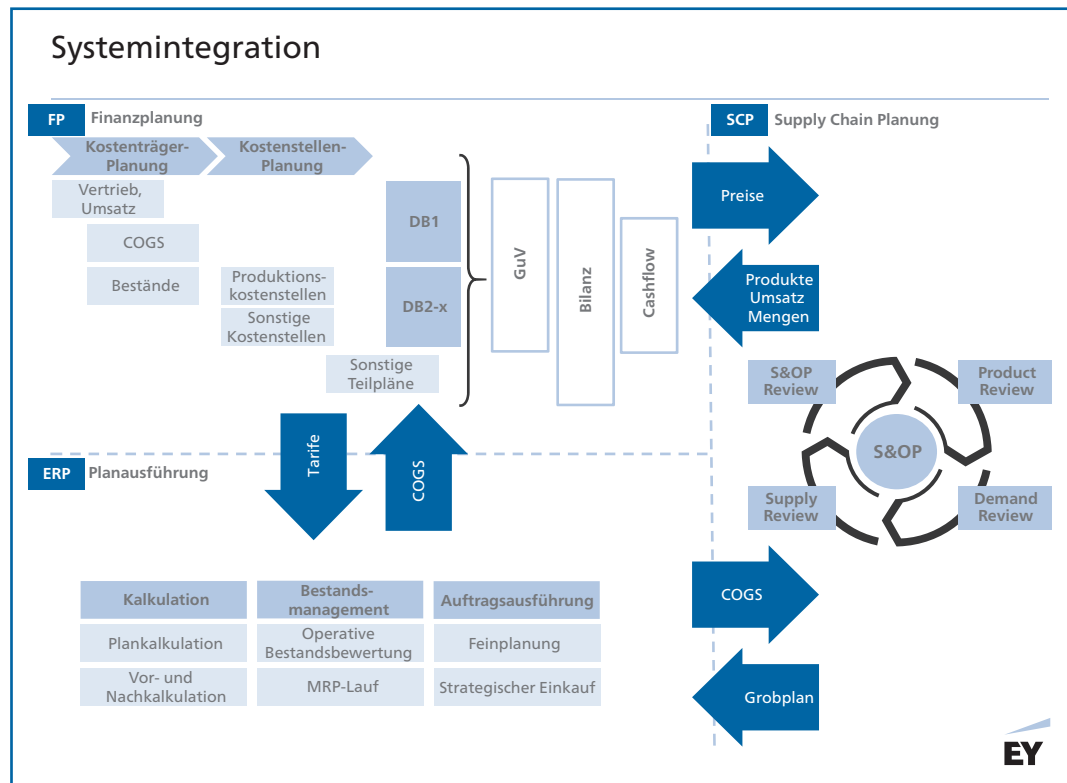 Systemintegration
FP Finanzplanung
Kostenträger-
Planung
Kostenstellen-
Planung
Vertrieb,
Umsatz
COGS
Bestände
Produktions-
kostenstellen
Sonstige
Kostenstellen
Sonstige
Teilpläne
DB1
DB2-x
GuV
Bilanz
Cashflow
SCP Supply Chain Planung
Preise
Produkte
Umsatz
Mengen
S&OP
Review
Product
Review
S&OP
Supply
Review
Demand
Review
Tarife
COGS
ERP Planausführung
Kalkulation
Plankalkulation
Vor- und
Nachkalkulation
Bestands-
management
Operative
Bestandsbewertung
MRP-Lauf
Auftragsausführung
Feinplanung
Strategischer Einkauf
COGS
Grobplan
EY